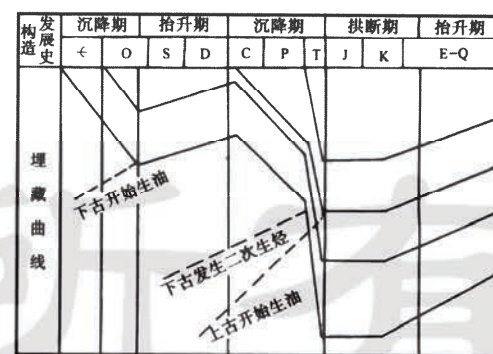 构造发展史
沉降期 抬升期 沉降期 拱断期 抬升期
Є O S D C P T J K E-Q
埋藏曲线
下古开始生油
下古发生二次生烃
上古开始生油